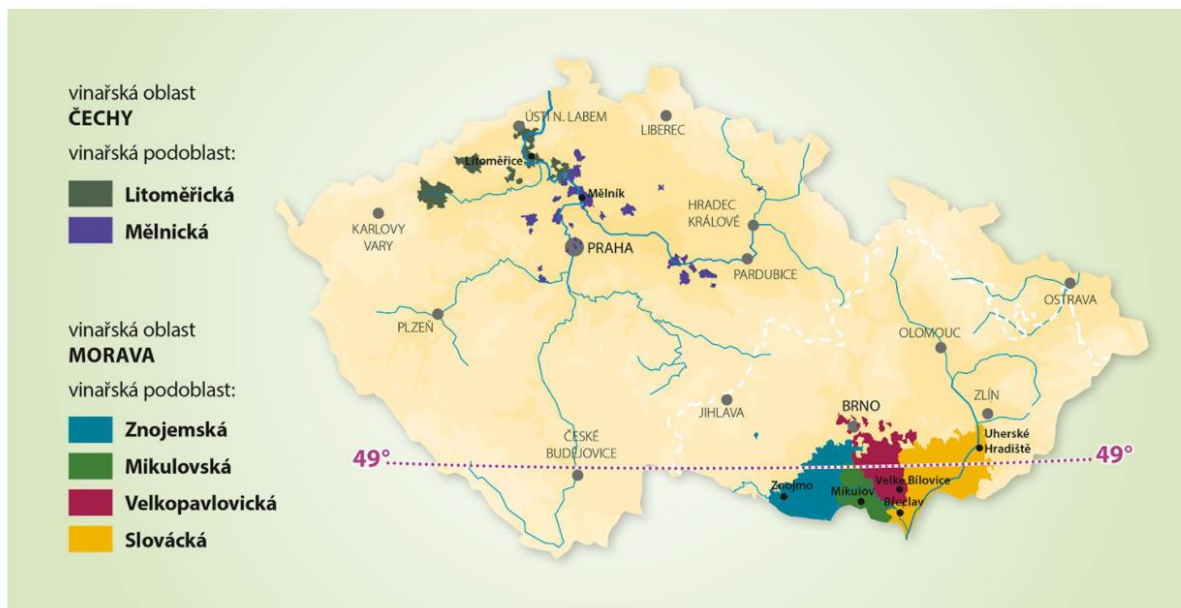 vinařská oblast
ČECHY
vinařská podoblast:
Litoměřická
Mělnická
vinařská oblast
MORAVA
vinařská podoblast:
Znojemská
Mikulovská
Velkopavlovická
Slovácká
ÚSTÍ N. LABEM
LIBEREC
Litoměřice
Mělník
KARLOVY
VARY
HRADEC
KRÁLOVÉ
PRAHA
PARDUBICE
OSTRAVA
PLZEŇ
OLOMOUC
ZLÍN
JIHLAVA
BRNO
ČESKÉ
BUDĚJOVICE
Uherské
Hradiště
49°
49°
Znojmo
Mikulov
Velké Bílovice
Břeclav